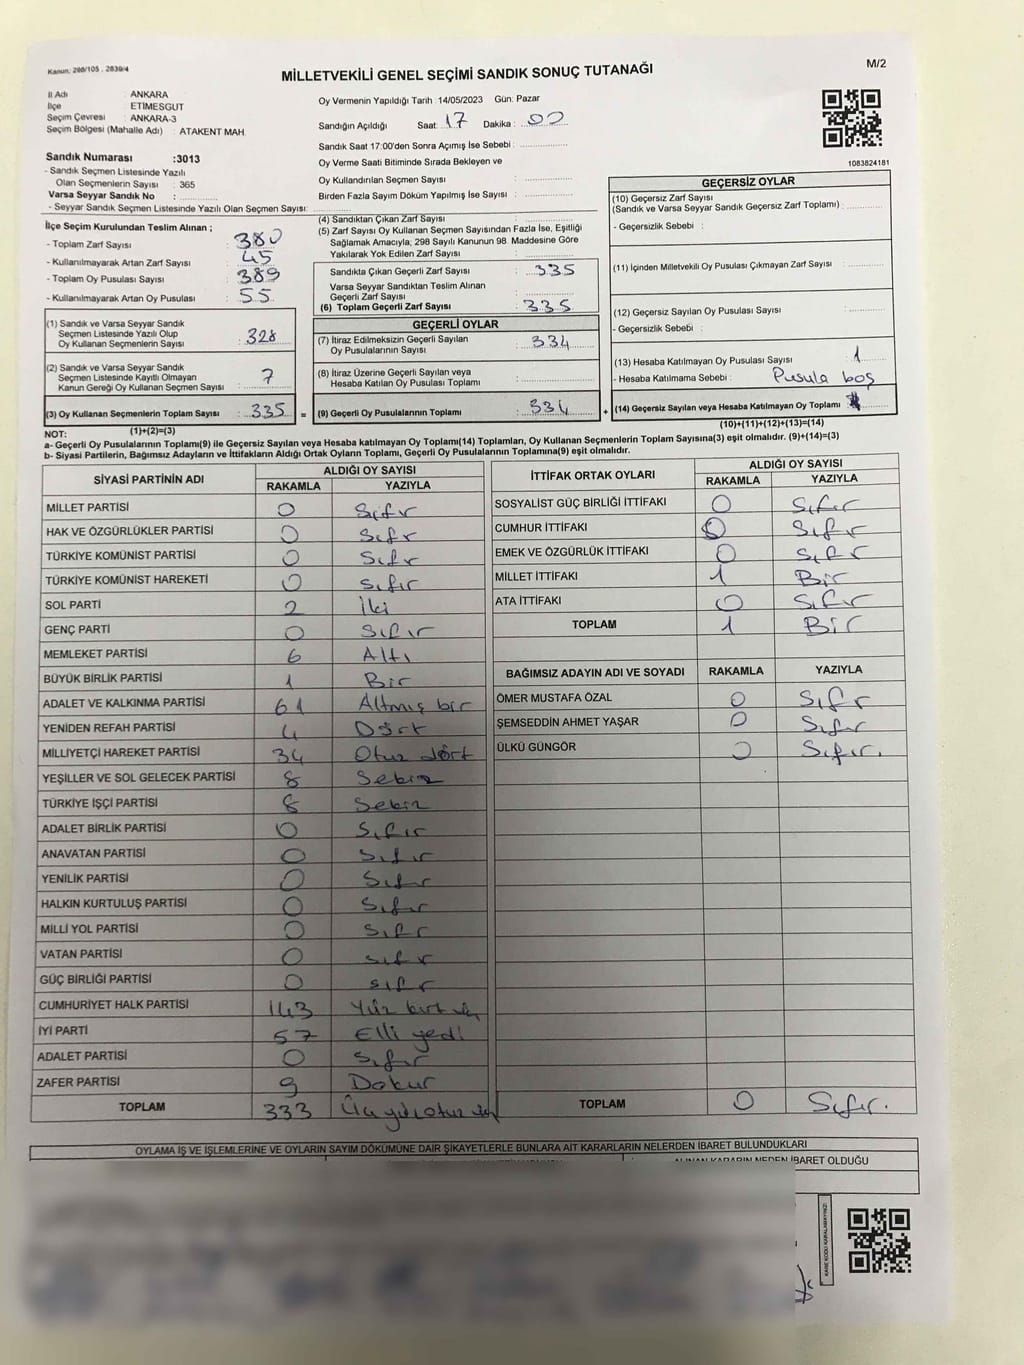 Kanun: 298/105 . 2839/4
MİLLETVEKİLİ GENEL SEÇİMİ SANDIK SONUÇ TUTANAĞI
M/2
İl Adı : ANKARA
İlçe : ETİMESGUT
Seçim Çevresi : ANKARA-3
Seçim Bölgesi (Mahalle Adı) : ATAKENT MAH.
Sandık Numarası :3013
- Sandık Seçmen Listesinde Yazılı
Olan Seçmenlerin Sayısı : 365
Varsa Seyyar Sandık No :
- Seyyar Sandık Seçmen Listesinde Yazılı Olan Seçmen Sayısı:
Oy Vermenin Yapıldığı Tarih :14/05/2023 Gün: Pazar
Sandığın Açıldığı Saat: 17 Dakika : 00
Sandık Saat 17:00'den Sonra Açımış İse Sebebi :
Oy Verme Saati Bitiminde Sırada Bekleyen ve
Oy Kullandırılan Seçmen Sayısı :
Birden Fazla Sayım Döküm Yapılmış İse Sayısı :
1083824181
İlçe Seçim Kurulundan Teslim Alınan ;
- Toplam Zarf Sayısı : 380
- Kullanılmayarak Artan Zarf Sayısı : 45
- Toplam Oy Pusulası Sayısı : 389
- Kullanılmayarak Artan Oy Pusulası : 55
(1) Sandık ve Varsa Seyyar Sandık
Seçmen Listesinde Yazılı Olup
Oy Kullanan Seçmenlerin Sayısı : 328
(2) Sandık ve Varsa Seyyar Sandık
Seçmen Listesinde Kayıtlı Olmayan
Kanun Gereği Oy Kullanan Seçmen Sayısı : 7
(3) Oy Kullanan Seçmenlerin Toplam Sayısı : 335
(1)+(2)=(3)
(4) Sandıktan Çıkan Zarf Sayısı :
(5) Zarf Sayısı Oy Kullanan Seçmen Sayısından Fazla İse, Eşitliği
Sağlamak Amacıyla, 298 Sayılı Kanunun 98. Maddesine Göre
Yakılarak Yok Edilen Zarf Sayısı :
Sandıkta Çıkan Geçerli Zarf Sayısı : 335
Varsa Seyyar Sandıktan Teslim Alınan
Geçerli Zarf Sayısı :
(6) Toplam Geçerli Zarf Sayısı : 335
GEÇERLİ OYLAR
(7) İtiraz Edilmeksizin Geçerli Sayılan
Oy Pusulalarının Sayısı : 334
(8) İtiraz Üzerine Geçerli Sayılan veya
Hesaba Katılan Oy Pusulası Toplamı :
= (9) Geçerli Oy Pusulalarının Toplamı : 334
GEÇERSİZ OYLAR
(10) Geçersiz Zarf Sayısı
(Sandık ve Varsa Seyyar Sandık Geçersiz Zarf Toplamı) :
- Geçersizlik Sebebi :
(11) İçinden Milletvekili Oy Pusulası Çıkmayan Zarf Sayısı :
(12) Geçersiz Sayılan Oy Pusulası Sayısı :
- Geçersizlik Sebebi :
(13) Hesaba Katılmayan Oy Pusulası Sayısı : 1
- Hesaba Katılmama Sebebi : Pusula boş
+ (14) Geçersiz Sayılan veya Hesaba Katılmayan Oy Toplamı
(10)+(11)+(12)+(13)=(14)
NOT:
a- Geçerli Oy Pusulalarının Toplamı(9) ile Geçersiz Sayılan veya Hesaba katılmayan Oy Toplamı(14) Toplamları, Oy Kullanan Seçmenlerin Toplam Sayısına(3) eşit olmalıdır. (9)+(14)=(3)
b- Siyasi Partilerin, Bağımsız Adayların ve İttifakların Aldığı Ortak Oyların Toplamı, Geçerli Oy Pusulalarının Toplamına(9) eşit olmalıdır.
SİYASİ PARTİNİN ADI ALDIĞI OY SAYISI
RAKAMLA YAZIYLA
MİLLET PARTİSİ 0 Sıfır
HAK VE ÖZGÜRLÜKLER PARTİSİ 0 Sıfr
TÜRKİYE KOMÜNİST PARTİSİ 0 Sıfr
TÜRKİYE KOMÜNİST HAREKETİ 0 Sıfır
SOL PARTİ 2 İki
GENÇ PARTİ 0 Sıfır
MEMLEKET PARTİSİ 6 Altı
BÜYÜK BİRLİK PARTİSİ 1 Bir
ADALET VE KALKINMA PARTİSİ 61 Altmış bir
YENİDEN REFAH PARTİSİ 4 Dört
MİLLİYETÇİ HAREKET PARTİSİ 34 Otuz dört
YEŞİLLER VE SOL GELECEK PARTİSİ 8 Sekiz
TÜRKİYE İŞÇİ PARTİSİ 8 Sekiz
ADALET BİRLİK PARTİSİ 0 Sıfır
ANAVATAN PARTİSİ 0 Sıfır
YENİLİK PARTİSİ 0 Sıfır
HALKIN KURTULUŞ PARTİSİ 0 Sıfır
MİLLİ YOL PARTİSİ 0 Sıfr
VATAN PARTİSİ 0 sıfır
GÜÇ BİRLİĞİ PARTİSİ 0 sıfr
CUMHURİYET HALK PARTİSİ 143 Yüz kırk üç
İYİ PARTİ 57 Elli yedi
ADALET PARTİSİ 0 Sıfır
ZAFER PARTİSİ 9 Dokuz
TOPLAM 333 Üç yüz otuz üç
İTTİFAK ORTAK OYLARI ALDIĞI OY SAYISI
RAKAMLA YAZIYLA
SOSYALİST GÜÇ BİRLİĞİ İTTİFAKI 0 Sıfır
CUMHUR İTTİFAKI 0 Sıfır
EMEK VE ÖZGÜRLÜK İTTİFAKI 0 Sıfr
MİLLET İTTİFAKI 1 Bir
ATA İTTİFAKI 0 Sıfır
TOPLAM 1 Bir
BAĞIMSIZ ADAYIN ADI VE SOYADI RAKAMLA YAZIYLA
ÖMER MUSTAFA ÖZAL 0 Sıfr
ŞEMSEDDİN AHMET YAŞAR 0 Sıfır
ÜLKÜ GÜNGÖR 0 Sıfır.
TOPLAM 0 Sıfır.
OYLAMA İŞ VE İŞLEMLERİNE VE OYLARIN SAYIM DÖKÜMÜNE DAİR ŞİKAYETLERLE BUNLARA AİT KARARLARIN NELERDEN İBARET BULUNDUKLARI
ALINAN KARARIN NEDEN İBARET OLDUĞU
KARE KODU KARALAMAYINIZ!